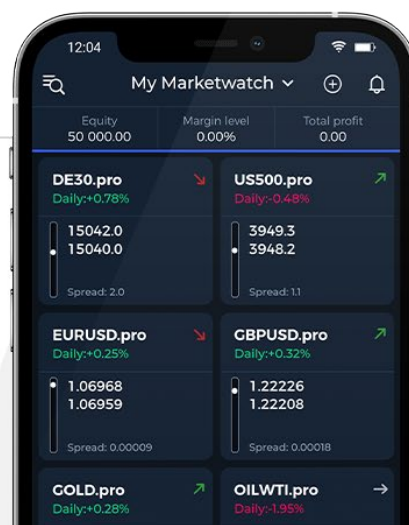 12:04
My Marketwatch
Equity Margin level Total profit
50 000.00 0.00% 0.00
DE30.pro US500.pro
Daily:+0.78% Daily:-0.48%
15042.0 3949.3
15040.0 3948.2
Spread: 2.0 Spread: 1.1
EURUSD.pro GBPUSD.pro
Daily:+0.25% Daily:+0.32%
1.06968 1.22226
1.06959 1.22208
Spread: 0.00009 Spread: 0.00018
GOLD.pro OILWTI.pro
Daily:+0.28% Daily:-1.95%